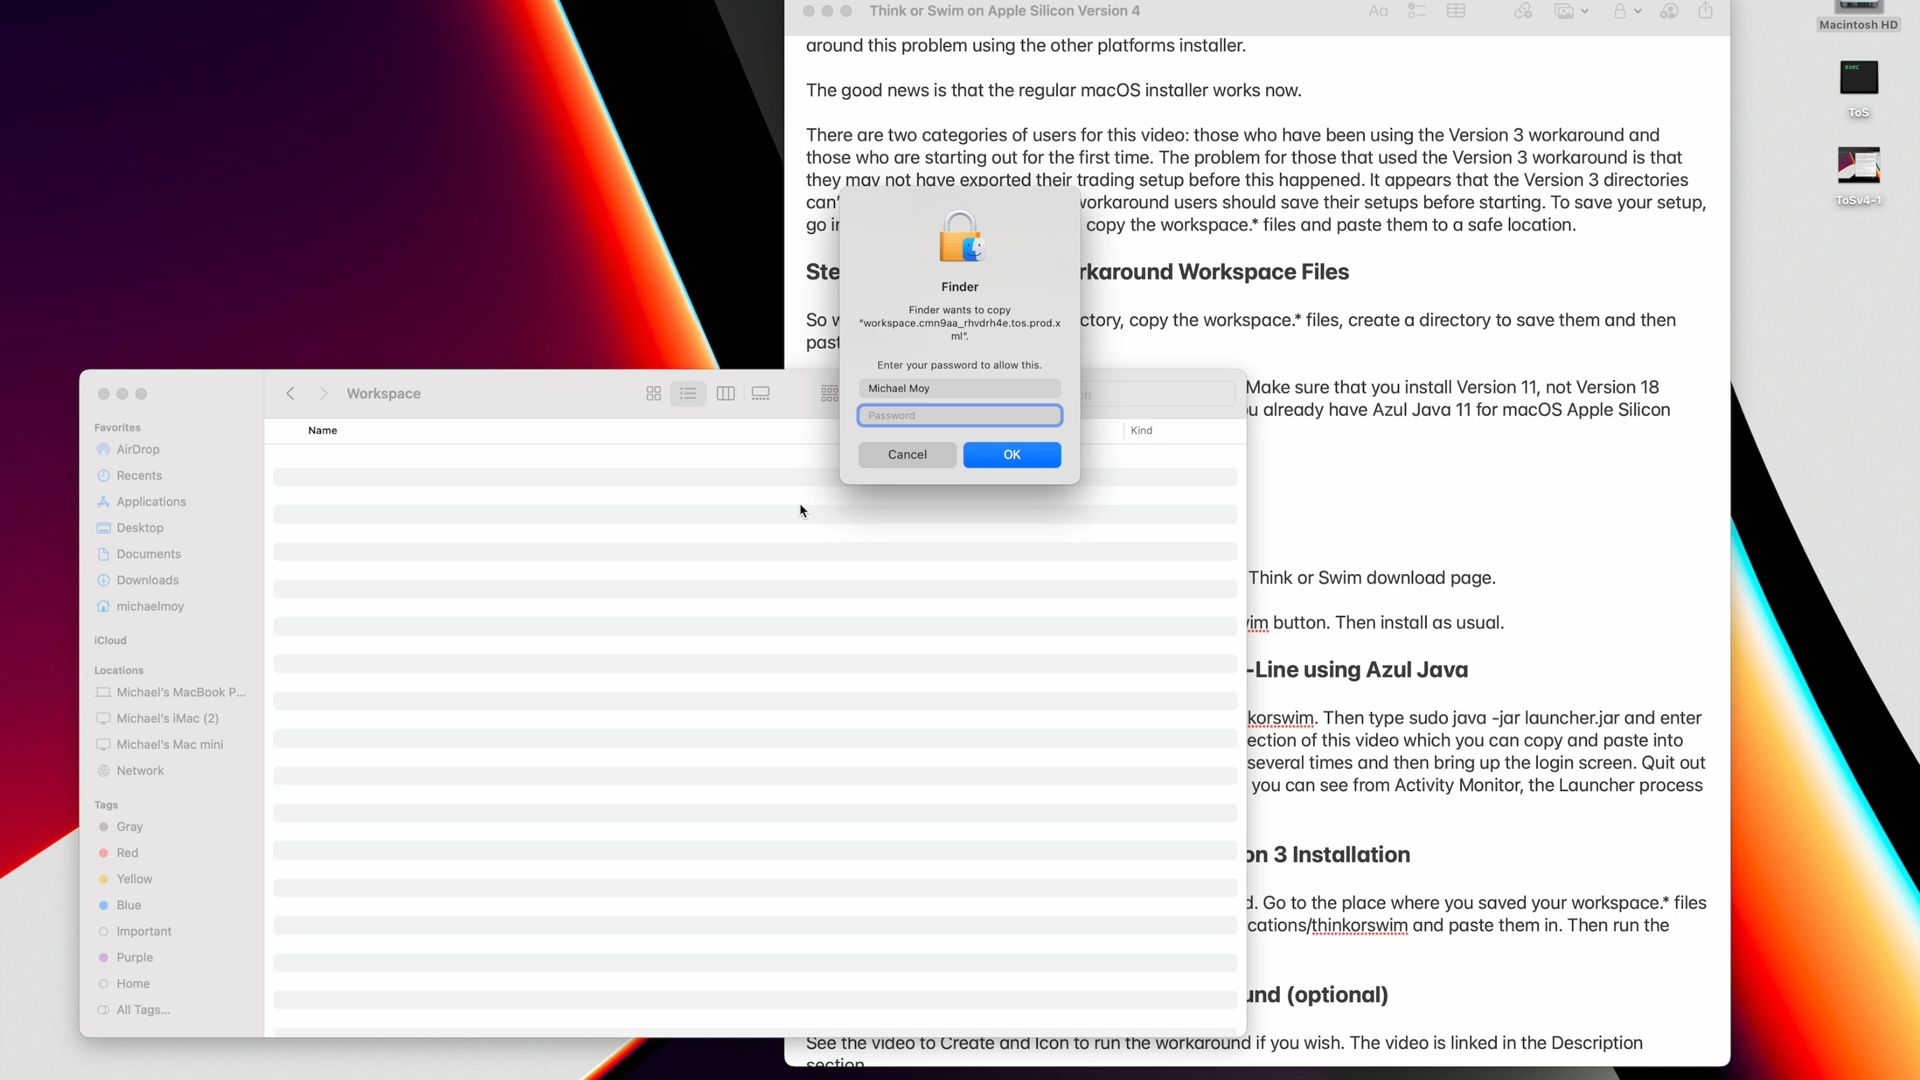 Think or Swim on Apple Silicon Version 4
Aa
Macintosh HD
exec
ToS
ToSv4-1
around this problem using the other platforms installer.
The good news is that the regular macOS installer works now.
There are two categories of users for this video: those who have been using the Version 3 workaround and
those who are starting out for the first time. The problem for those that used the Version 3 workaround is that
they may not have exported their trading setup before this happened. It appears that the Version 3 directories
can' workaround users should save their setups before starting. To save your setup,
go in copy the workspace.* files and paste them to a safe location.
Ste rkaround Workspace Files
So w ctory, copy the workspace.* files, create a directory to save them and then
past
Make sure that you install Version 11, not Version 18
u already have Azul Java 11 for macOS Apple Silicon
Think or Swim download page.
im button. Then install as usual.
-Line using Azul Java
korswim. Then type sudo java -jar launcher.jar and enter
ection of this video which you can copy and paste into
several times and then bring up the login screen. Quit out
you can see from Activity Monitor, the Launcher process
on 3 Installation
d. Go to the place where you saved your workspace.* files
cations/thinkorswim and paste them in. Then run the
und (optional)
See the video to Create and Icon to run the workaround if you wish. The video is linked in the Description
section.
Finder
Finder wants to copy
“workspace.cmn9aa_rhvdrh4e.tos.prod.x
ml”.
Enter your password to allow this.
Michael Moy
Password
Cancel
OK
Workspace
ch
Name
Kind
Favorites
AirDrop
Recents
Applications
Desktop
Documents
Downloads
michaelmoy
iCloud
Locations
Michael's MacBook P...
Michael's iMac (2)
Michael's Mac mini
Network
Tags
Gray
Red
Yellow
Blue
Important
Purple
Home
All Tags...